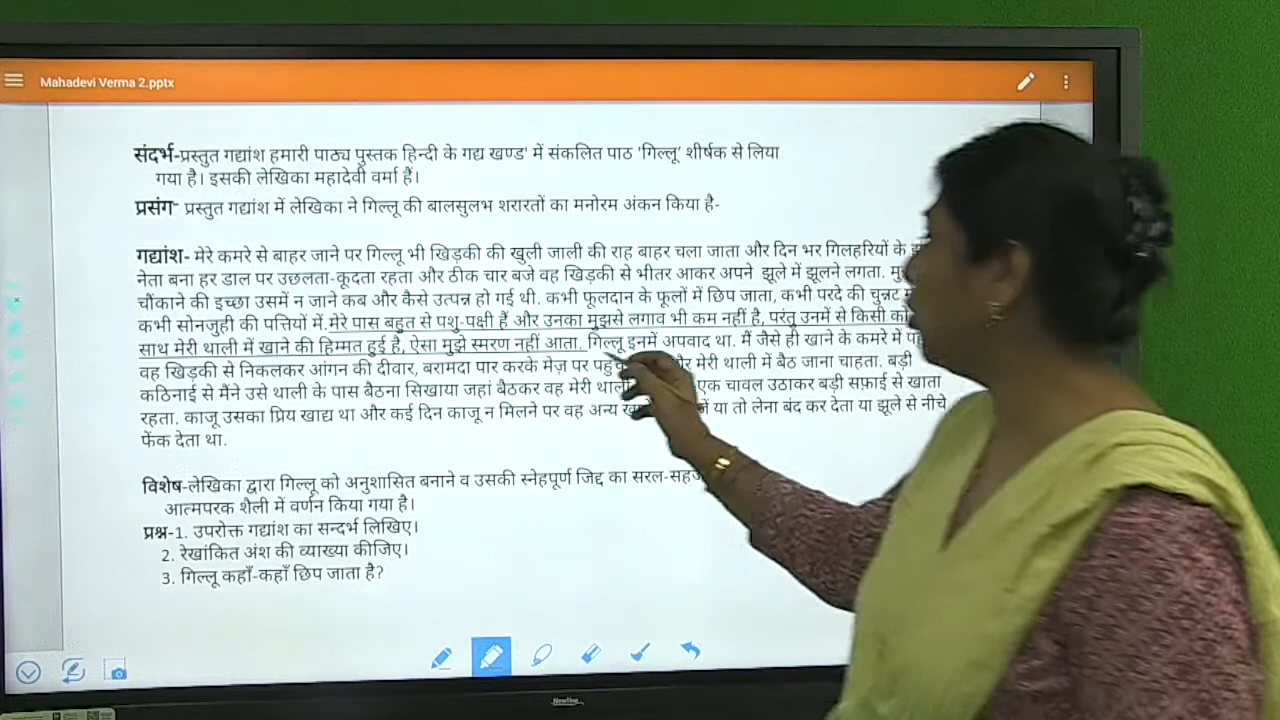 Mahadevi Verma 2.pptx
संदर्भ-प्रस्तुत गद्यांश हमारी पाठ्य पुस्तक हिन्दी के गद्य खण्ड' में संकलित पाठ 'गिल्लू' शीर्षक से लिया
गया है। इसकी लेखिका महादेवी वर्मा हैं।
प्रसंग- प्रस्तुत गद्यांश में लेखिका ने गिल्लू की बालसुलभ शरारतों का मनोरम अंकन किया है-
गद्यांश- मेरे कमरे से बाहर जाने पर गिल्लू भी खिड़की की खुली जाली की राह बाहर चला जाता और दिन भर गिलहरियों के
नेता बना हर डाल पर उछलता-कूदता रहता और ठीक चार बजे वह खिड़की से भीतर आकर अपने झूले में झूलने लगता.
चौंकाने की इच्छा उसमें न जाने कब और कैसे उत्पन्न हो गई थी. कभी फूलदान के फूलों में छिप जाता, कभी परदे की चुन्नट
कभी सोनजुही की पत्तियों में. मेरे पास बहुत से पशु-पक्षी हैं और उनका मुझसे लगाव भी कम नहीं है, परंतु उनमें से किसी को
साथ मेरी थाली में खाने की हिम्मत हुई है, ऐसा मुझे स्मरण नहीं आता. गिल्लू इनमें अपवाद था. मैं जैसे ही खाने के कमरे में
वह खिड़की से निकलकर आंगन की दीवार, बरामदा पार करके मेज़ पर और मेरी थाली में बैठ जाना चाहता. बड़ी
कठिनाई से मैंने उसे थाली के पास बैठना सिखाया जहां बैठकर वह मेरी एक चावल उठाकर बड़ी सफ़ाई से खाता
रहता. काजू उसका प्रिय खाद्य था और कई दिन काजू न मिलने पर वह अन्य या तो लेना बंद कर देता या झूले से नीचे
फेंक देता था.
विशेष-लेखिका द्वारा गिल्लू को अनुशासित बनाने व उसकी स्नेहपूर्ण जिद्द का
आत्मपरक शैली में वर्णन किया गया है।
प्रश्न-1. उपरोक्त गद्यांश का सन्दर्भ लिखिए।
2. रेखांकित अंश की व्याख्या कीजिए।
3. गिल्लू कहाँ-कहाँ छिप जाता है?